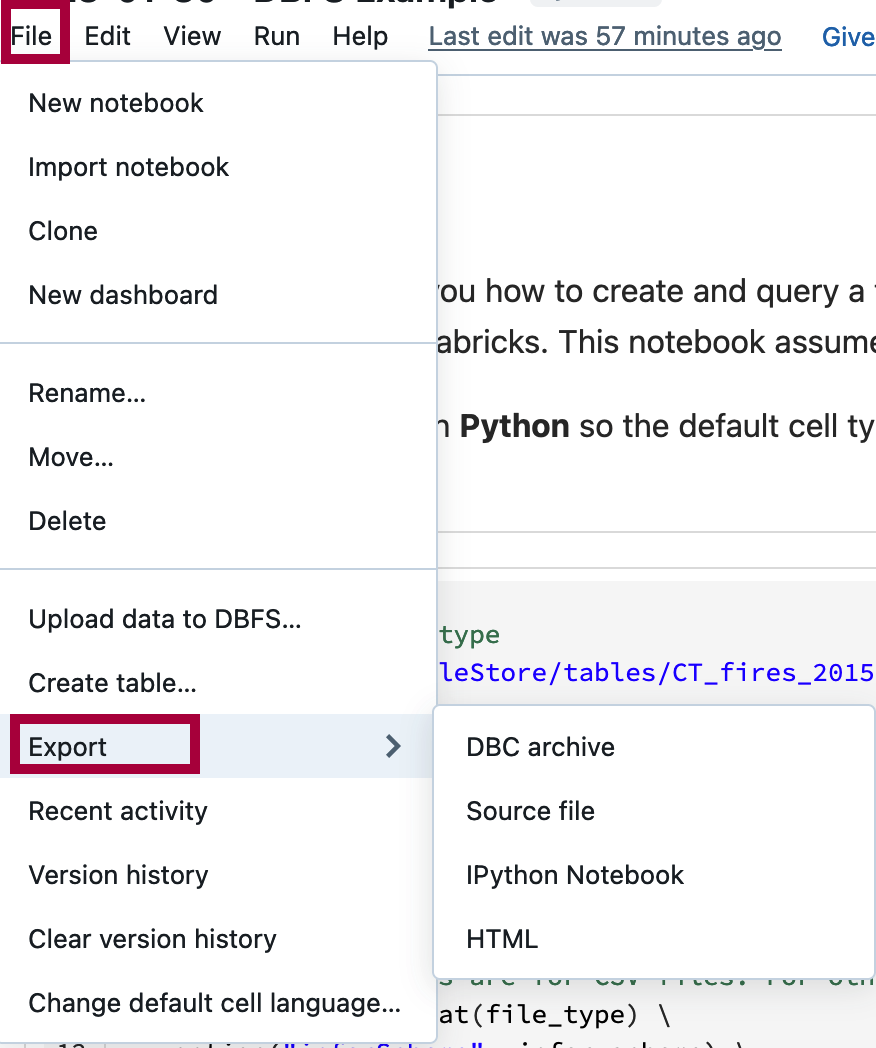 DBFS Example
File Edit View Run Help Last edit was 57 minutes ago Give
New notebook
Import notebook
Clone
New dashboard
you how to create and query a
abricks. This notebook assume
Rename...
n Python so the default cell ty
Move...
Delete
Upload data to DBFS...
type
leStore/tables/CT_fires_2015
Create table...
Export
DBC archive
Recent activity
Source file
Version history
IPython Notebook
Clear version history
HTML
s are for CSV files. For oth
Change default cell language...
at(file_type) \